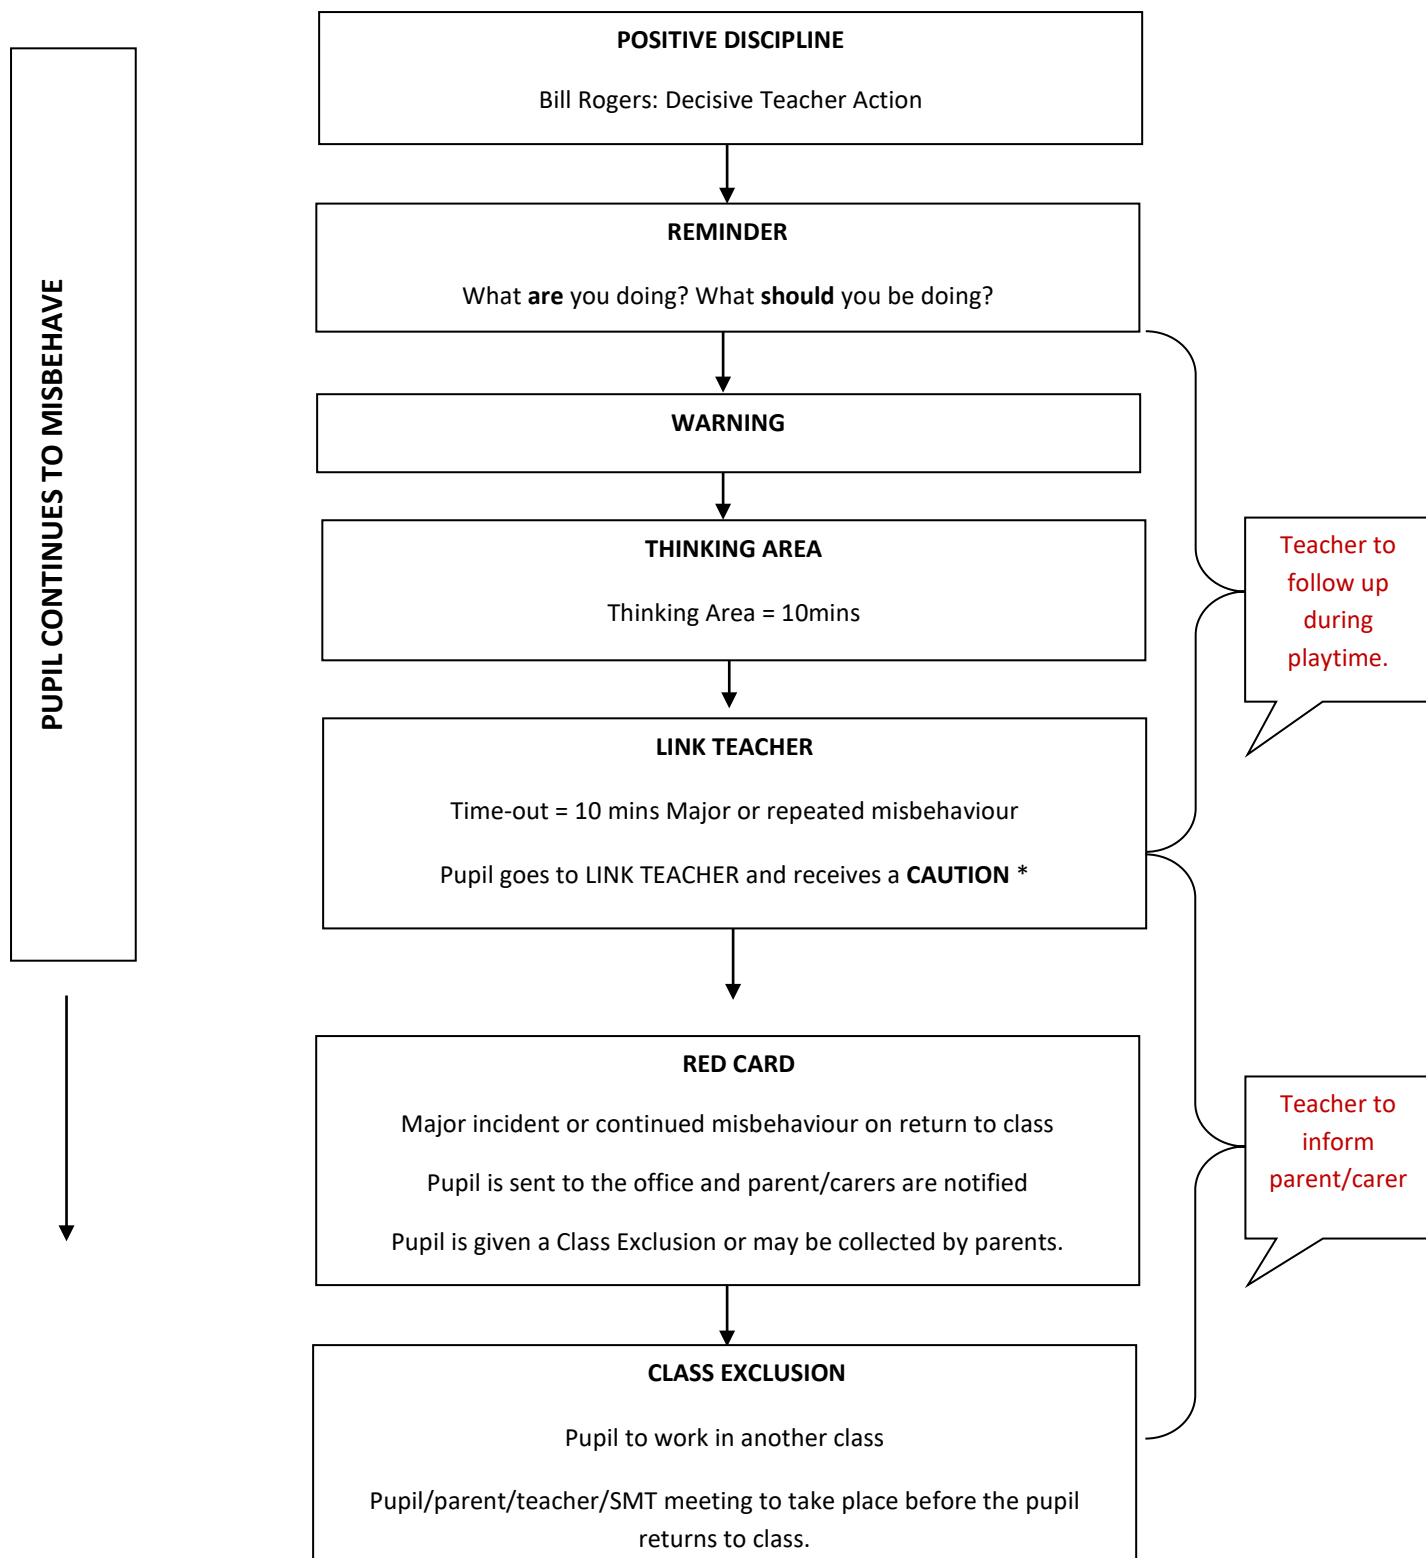 POSITIVE DISCIPLINE
Bill Rogers: Decisive Teacher Action
PUPIL CONTINUES TO MISBEHAVE
REMINDER
What are you doing? What should you be doing?
WARNING
THINKING AREA
Thinking Area = 10mins
Teacher to
follow up
during
playtime.
LINK TEACHER
Time-out = 10 mins Major or repeated misbehaviour
Pupil goes to LINK TEACHER and receives a CAUTION *
RED CARD
Major incident or continued misbehaviour on return to class
Pupil is sent to the office and parent/carers are notified
Pupil is given a Class Exclusion or may be collected by parents.
Teacher to
inform
parent/carer
CLASS EXCLUSION
Pupil to work in another class
Pupil/parent/teacher/SMT meeting to take place before the pupil
returns to class.